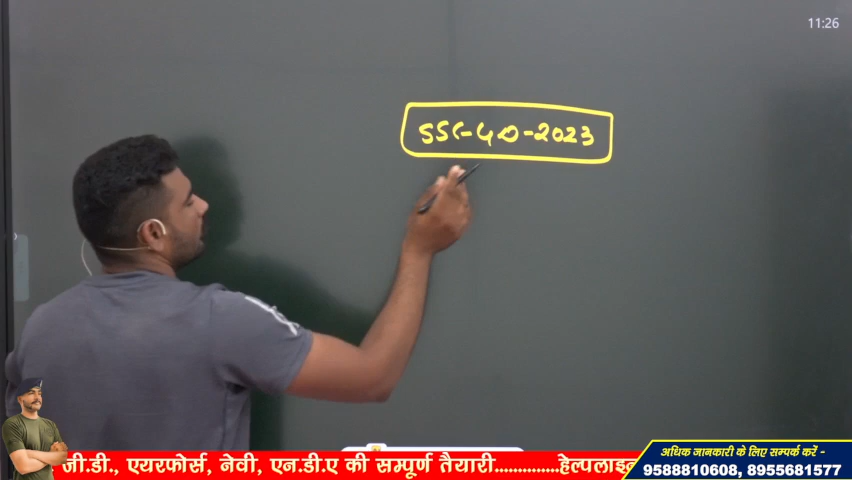 11:26
SSC-GD-2023
जी.डी., एयरफोर्स, नेवी, एन.डी.ए की सम्पूर्ण तैयारी..............हेल्पलाइन
अधिक जानकारी के लिए सम्पर्क करें -
9588810608, 8955681577